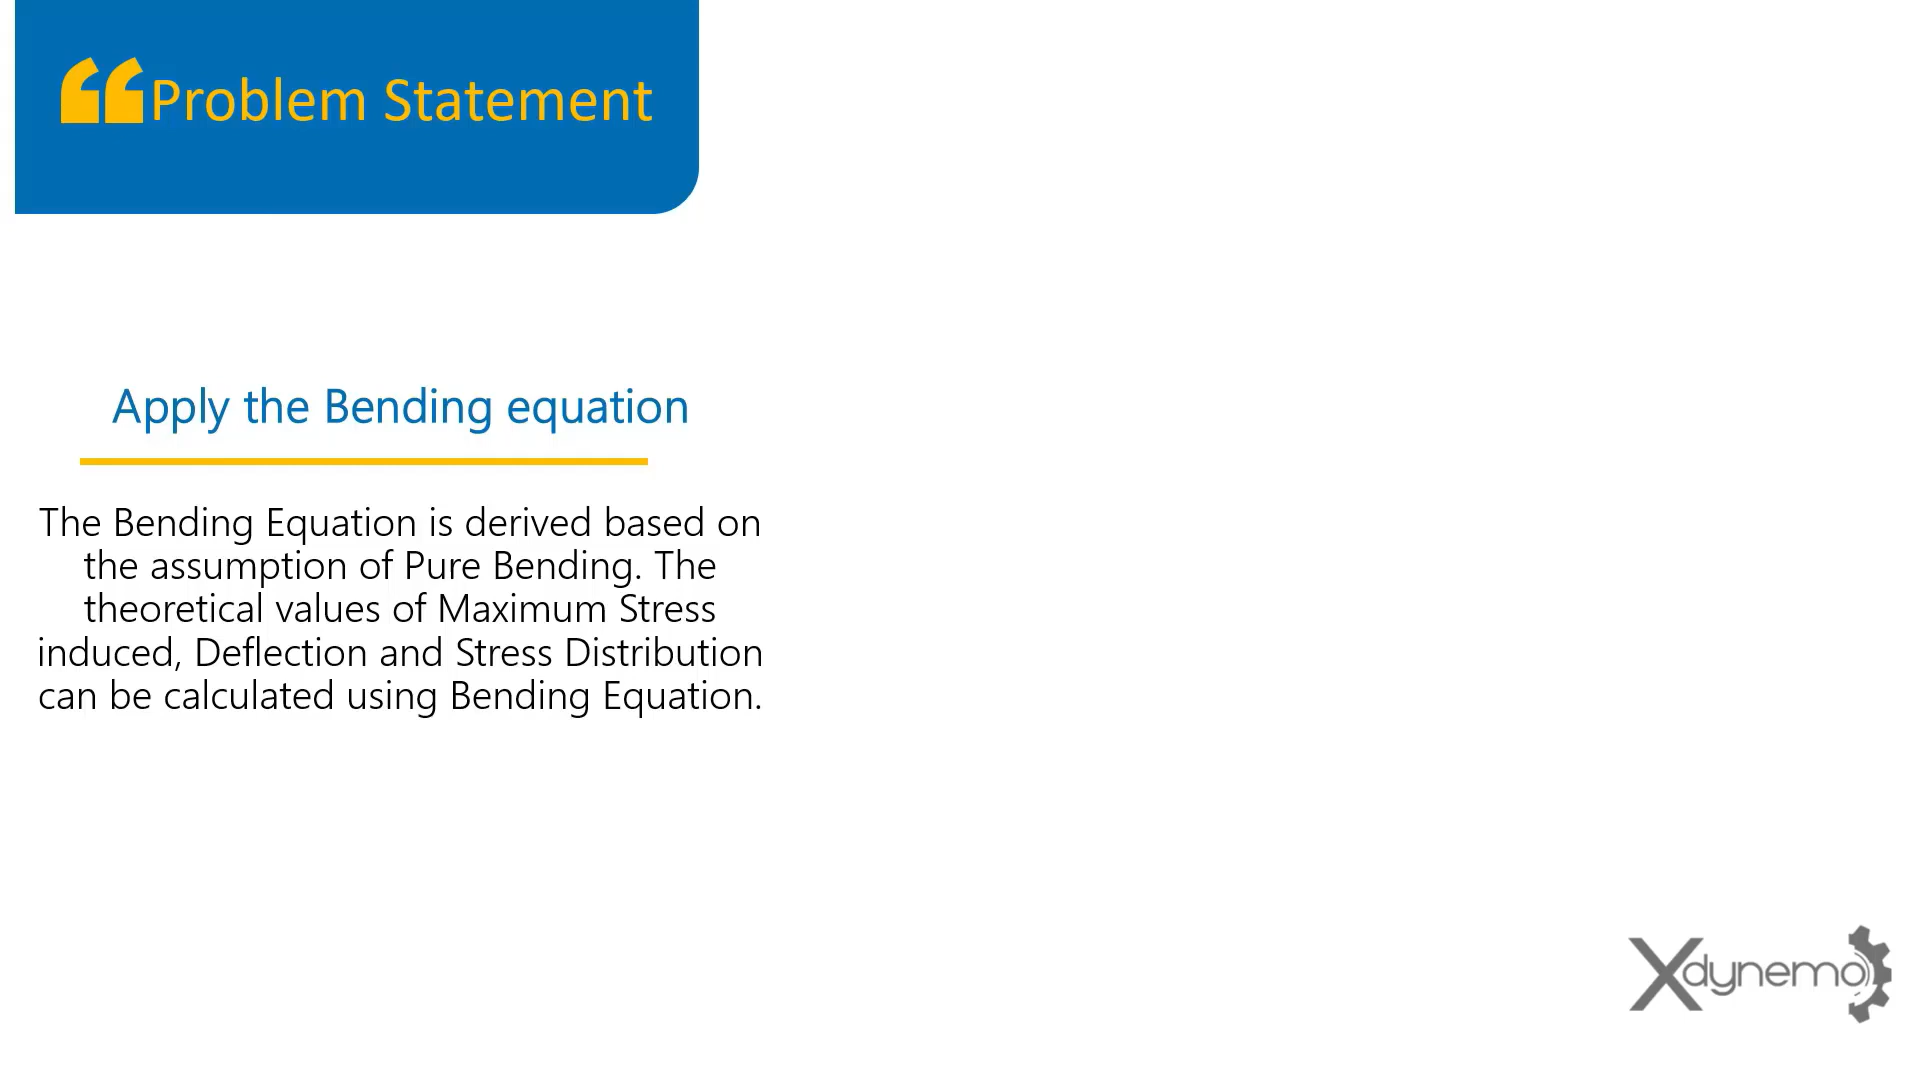 Problem Statement
Apply the Bending equation
The Bending Equation is derived based on
the assumption of Pure Bending. The
theoretical values of Maximum Stress
induced, Deflection and Stress Distribution
can be calculated using Bending Equation.
Xdynemo